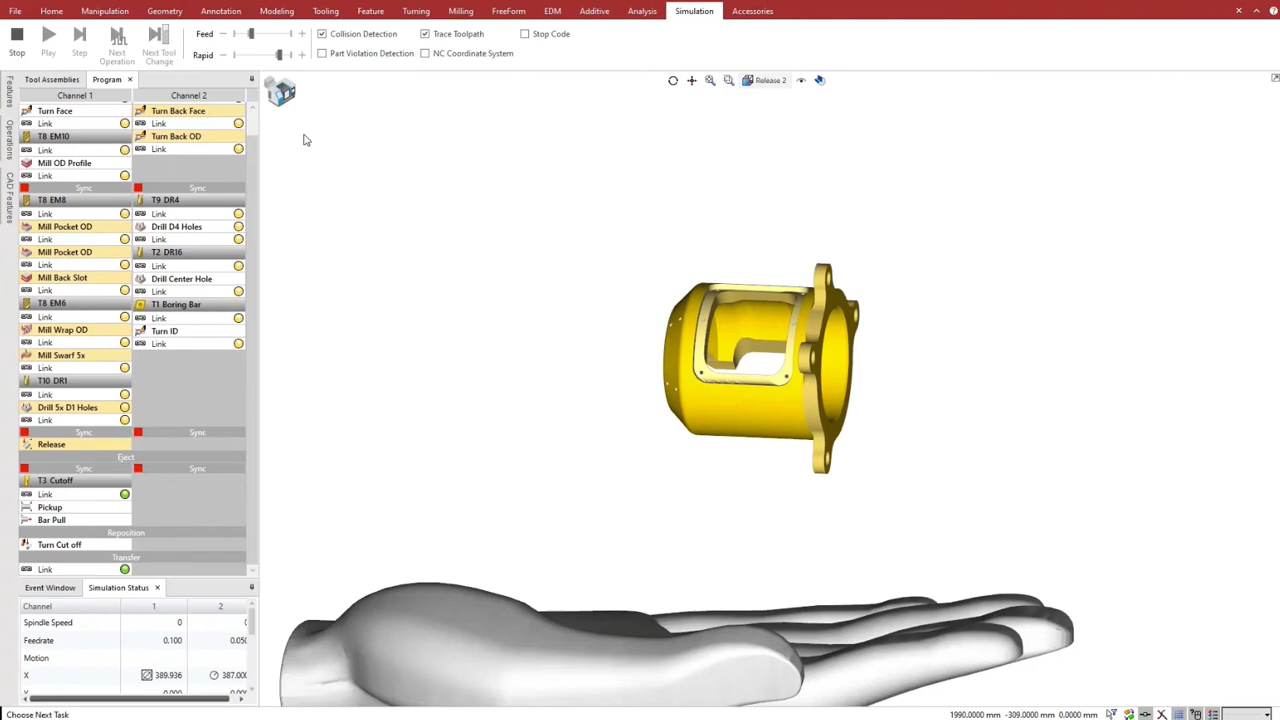 File Home Manipulation Geometry Annotation Modeling Tooling Feature Turning Milling FreeForm EDM Additive Analysis Simulation Accessories
Stop Play Step Next Operation Next Tool Change
Feed
Rapid
Collision Detection Trace Toolpath Stop Code
Part Violation Detection NC Coordinate System
Features
Operations
CAD Features
Tool Assemblies Program
Release 2
Channel 1 Channel 2
Turn Face Turn Back Face
Link Link
T8 EM10 Turn Back OD
Link Link
Mill OD Profile
Link
Sync Sync
T8 EM8 T9 DR4
Link Link
Mill Pocket OD Drill D4 Holes
Link Link
Mill Pocket OD T2 DR16
Link Link
Mill Back Slot Drill Center Hole
Link Link
T8 EM6 T1 Boring Bar
Link Link
Mill Wrap OD Turn ID
Link Link
Mill Swarf 5x
Link
T10 DR1
Link
Drill 5x D1 Holes
Link
Sync Sync
Release
Eject
Sync Sync
T3 Cutoff
Link
Pickup
Bar Pull
Reposition
Turn Cut off
Transfer
Link
Event Window Simulation Status
Channel 1 2
Spindle Speed 0
Feedrate 0.100 0.050
Motion
X 389.936 387.000
Choose Next Task
1990.0000 mm -309.0000 mm 0.0000 mm